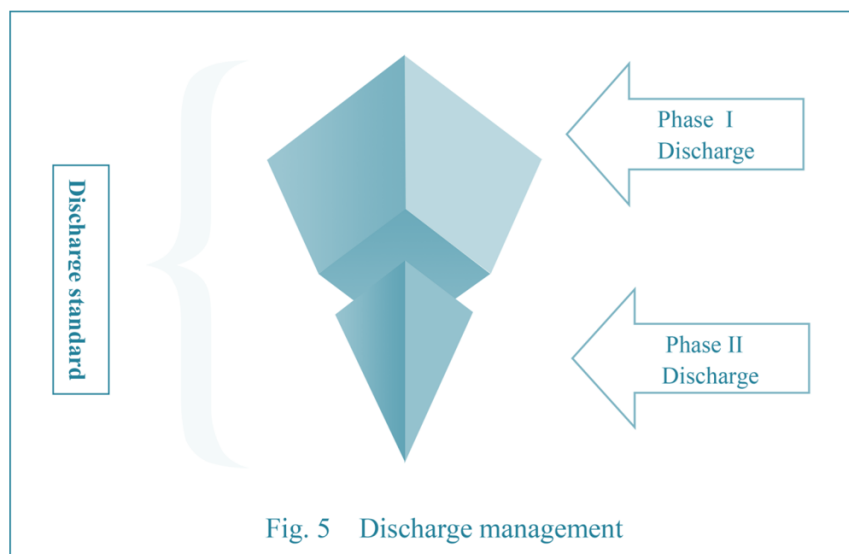 Discharge standard
Phase I
Discharge
Phase II
Discharge
Fig. 5 Discharge management